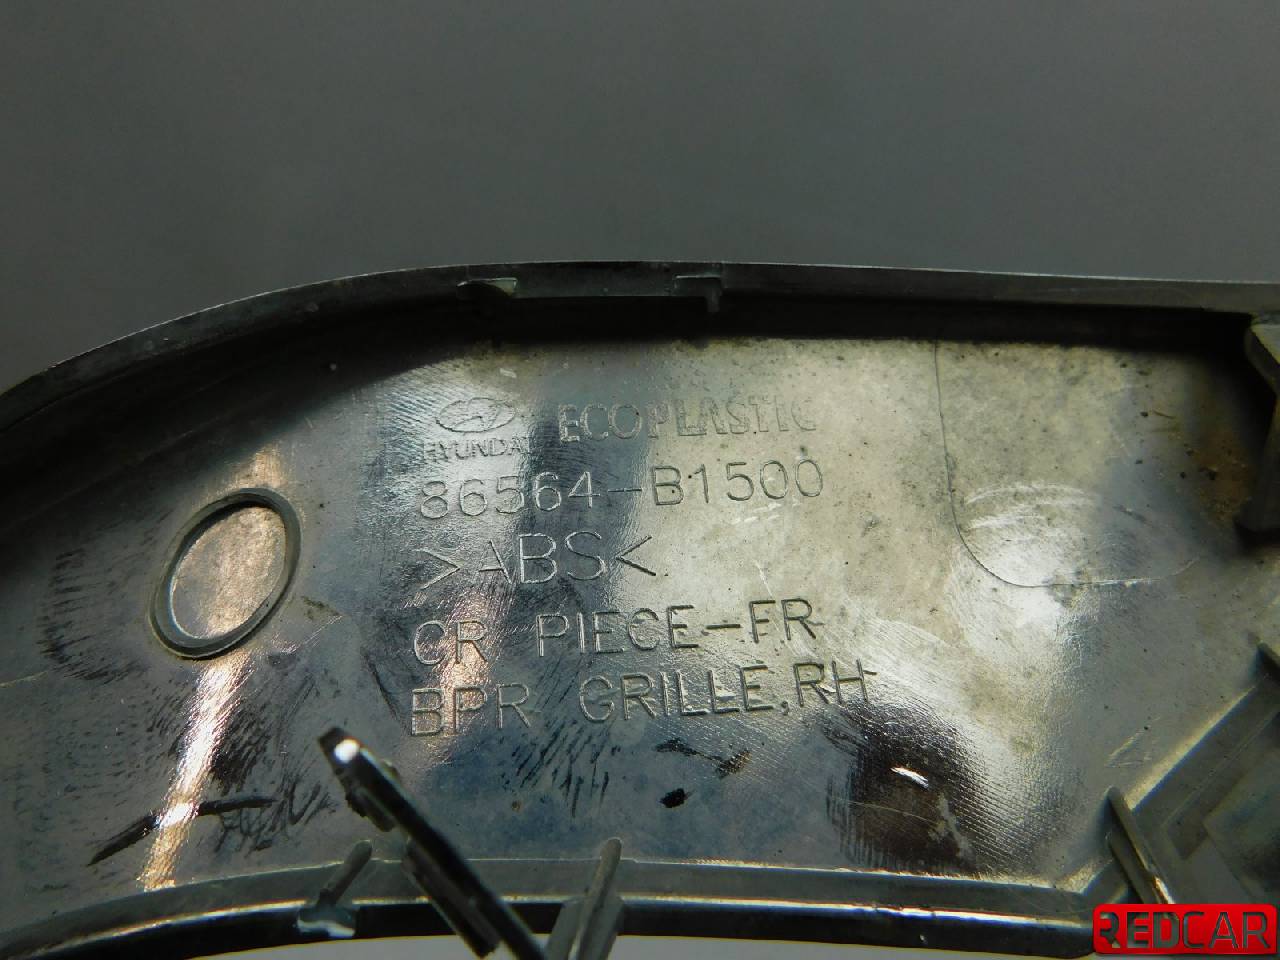 HYUNDAI ECOPLASTIC
86564-B1500
>ABS<
CR PIECE-FR
BPR GRILLE,RH
REDCAR